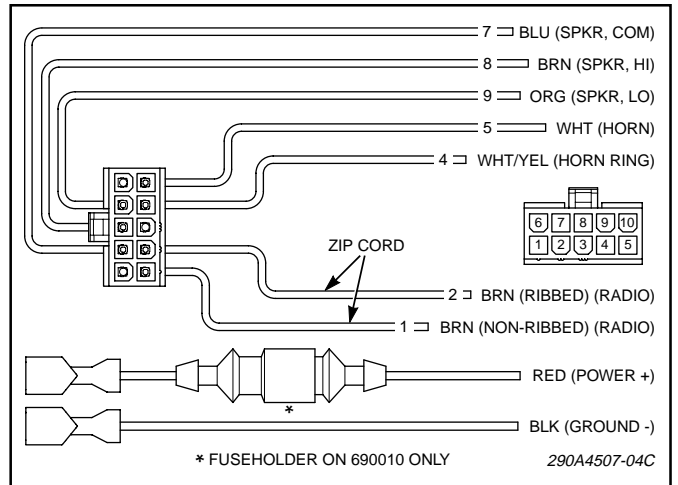 7 BLU (SPKR, COM)
8 BRN (SPKR, HI)
9 ORG (SPKR, LO)
5 WHT (HORN)
4 WHT/YEL (HORN RING)
6 7 8 9 10
1 2 3 4 5
ZIP CORD
2 BRN (RIBBED) (RADIO)
1 BRN (NON-RIBBED) (RADIO)
RED (POWER +)
*
BLK (GROUND -)
* FUSEHOLDER ON 690010 ONLY
290A4507-04C